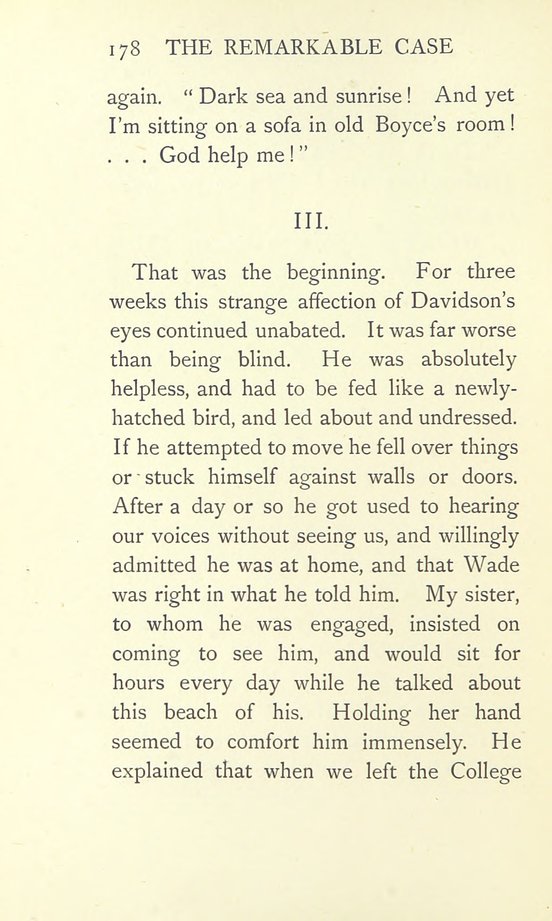 178 THE REMARKABLE CASE
again. “ Dark sea and sunrise ! And yet
I'm sitting on a sofa in old Boyce's room !
. . . God help me ! ”
III.
That was the beginning. For three
weeks this strange affection of Davidson's
eyes continued unabated. It was far worse
than being blind. He was absolutely
helpless, and had to be fed like a newly-
hatched bird, and led about and undressed.
If he attempted to move he fell over things
or stuck himself against walls or doors.
After a day or so he got used to hearing
our voices without seeing us, and willingly
admitted he was at home, and that Wade
was right in what he told him. My sister,
to whom he was engaged, insisted on
coming to see him, and would sit for
hours every day while he talked about
this beach of his. Holding her hand
seemed to comfort him immensely. He
explained that when we left the College